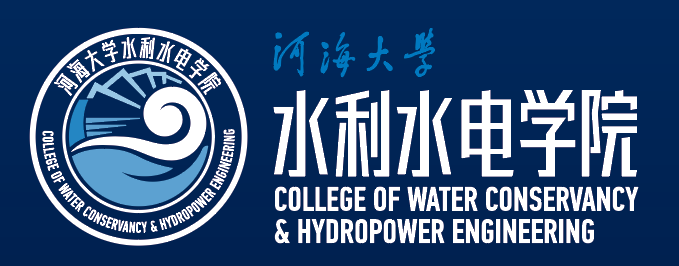 河海大学水利水电学院
COLLEGE OF WATER CONSERVANCY & HYDROPOWER ENGINEERING
河海大學
水利水电学院
COLLEGE OF WATER CONSERVANCY
& HYDROPOWER ENGINEERING